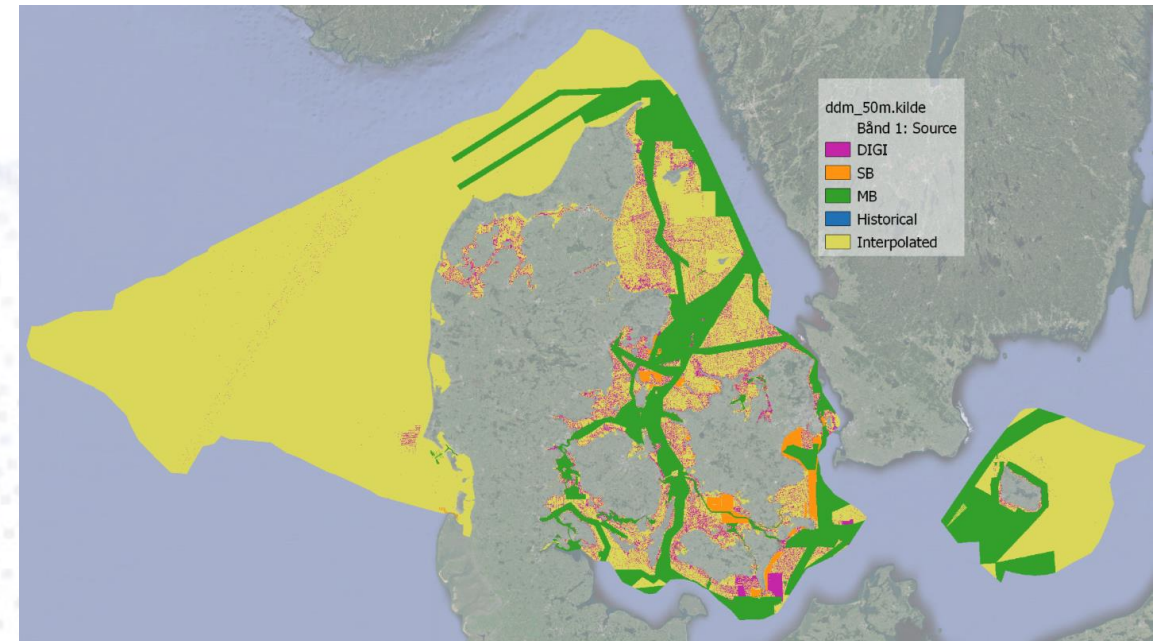 ddm_50m.kilde
Bånd 1: Source
DIGI
SB
MB
Historical
Interpolated